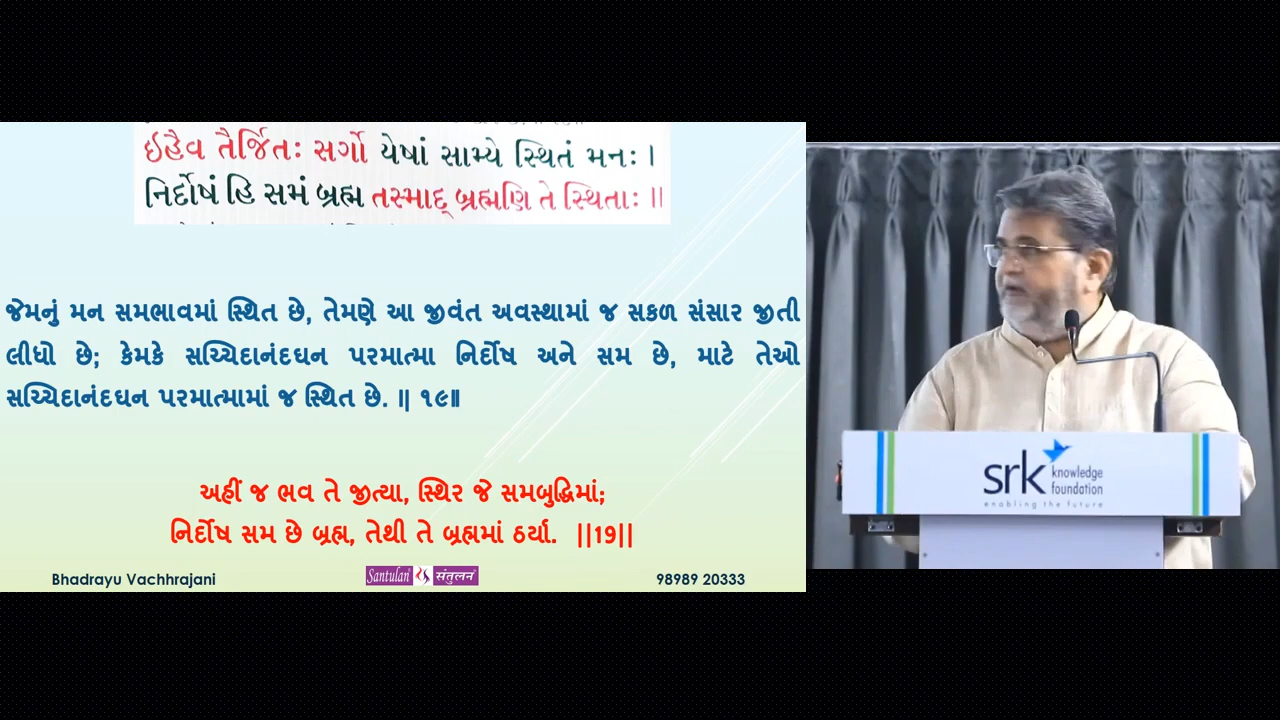 ઇહૈવ તૈર્જિતઃ સર્ગો યેષાં સામ્યે સ્થિતં મનઃ ।
નિર્દોષં હિ સમં બ્રહ્મ તસ્માદ્ બ્રહ્મણિ તે સ્થિતાઃ ॥
જેમનું મન સમભાવમાં સ્થિત છે, તેમણે આ જીવંત અવસ્થામાં જ સકળ સંસાર જીતી
લીધો છે; કેમકે સચ્ચિદાનંદઘન પરમાત્મા નિર્દોષ અને સમ છે, માટે તેઓ
સચ્ચિદાનંદઘન પરમાત્મામાં જ સ્થિત છે. || ૧૯॥
અહીં જ ભવ તે જીત્યા, સ્થિર જે સમબુદ્ધિમાં;
નિર્દોષ સમ છે બ્રહ્મ, તેથી તે બ્રહ્મમાં ઠર્યા. ||19||
Bhadrayu Vachhrajani
Santulan સંતુલન
98989 20333
srk knowledge
foundation
enabling the future